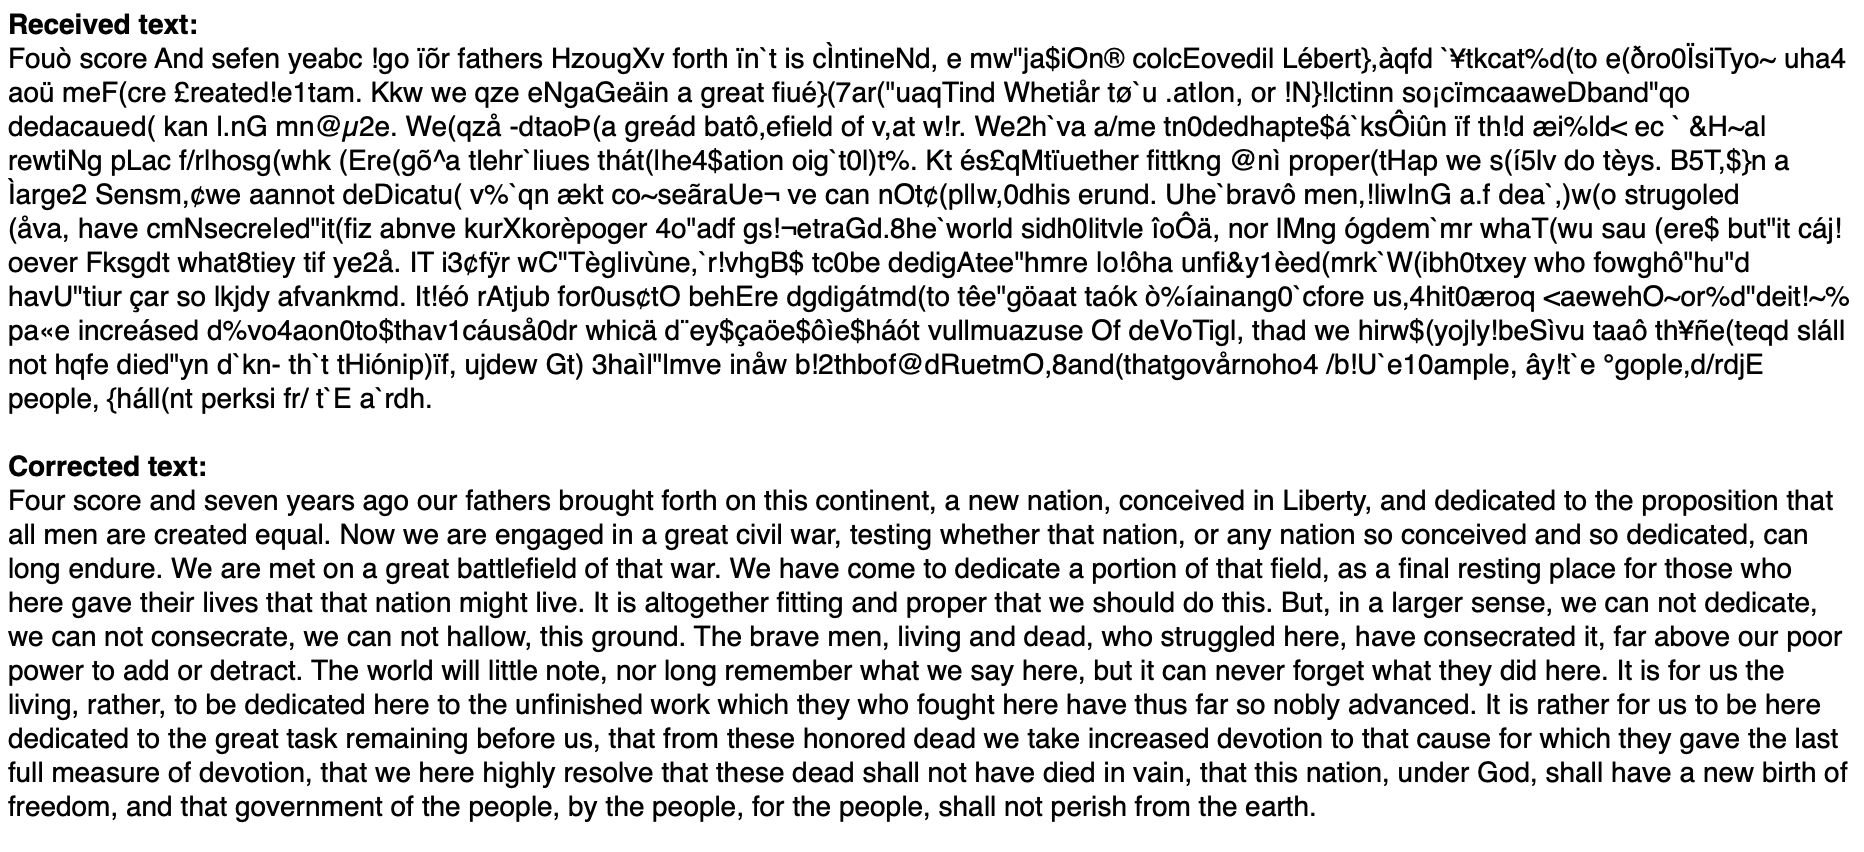 Received text:
Fouò score And sefen yeabc !go ïõr fathers HzougXv forth ïn`t is cÌntineNd, e mw"ja$iOn® colcEovedil Lébert},àqfd `¥tkcat%d(to e(ðro0ÏsiTyo~ uha4
aoü meF(cre £reated!e1tam. Kkw we qze eNgaGeäin a great fiué}(7ar("uaqTind Whetiår tø`u .atIon, or !N}!lctinn so¡cïmcaaweDband"qo
dedacaued( kan l.nG mn@µ2e. We(qzå -dtaoÞ(a greád batô,efield of v,at w!r. We2h`va a/me tn0dedhapte$á`ksÔiûn ïf th!d æi%ld< ec ` &H~al
rewtiNg pLac f/rlhosg(whk (Ere(gõ^a tlehr`liues thát(lhe4$ation oig`t0l)t%. Kt és£qMtïuether fittkng @nì proper(tHap we s(í5lv do tèys. B5T,$}n a
Ìarge2 Sensm,¢we aannot deDicatu( v%`qn ækt co~seãraUe¬ ve can nOt¢(pllw,0dhis erund. Uhe`bravô men,!liwInG a.f dea`,)w(o strugoled
(åva, have cmNsecreled"it(fiz abnve kurXkorèpoger 4o"adf gs!¬etraGd.8he`world sidh0litvle îoÔä, nor lMng ógdem`mr whaT(wu sau (ere$ but"it cáj!
oever Fksgdt what8tiey tif ye2å. IT i3¢fÿr wC"Tèglivùne,`r!vhgB$ tc0be dedigAtee"hmre lo!ôha unfi&y1èed(mrk`W(ibh0txey who fowghô"hu"d
havU"tiur çar so lkjdy afvankmd. It!éó rAtjub for0us¢tO behEre dgdigátmd(to têe"göaat taók ò%íainang0`cfore us,4hit0æroq <aewehO~or%d"deit!~%
pa«e increásed d%vo4aon0to$thav1cáuså0dr whicä d¨ey$çaöe$ôìe$háót vullmuazuse Of deVoTigl, thad we hirw$(yojly!beSìvu taaô th¥ñe(teqd sláll
not hqfe died"yn d`kn- th`t tHiónip)ïf, ujdew Gt) 3haìl"lmve inåw b!2thbof@dRuetmO,8and(thatgovårnoho4 /b!U`e10ample, ây!t`e °gople,d/rdjE
people, {háll(nt perksi fr/ t`E a`rdh.
Corrected text:
Four score and seven years ago our fathers brought forth on this continent, a new nation, conceived in Liberty, and dedicated to the proposition that
all men are created equal. Now we are engaged in a great civil war, testing whether that nation, or any nation so conceived and so dedicated, can
long endure. We are met on a great battlefield of that war. We have come to dedicate a portion of that field, as a final resting place for those who
here gave their lives that that nation might live. It is altogether fitting and proper that we should do this. But, in a larger sense, we can not dedicate,
we can not consecrate, we can not hallow, this ground. The brave men, living and dead, who struggled here, have consecrated it, far above our poor
power to add or detract. The world will little note, nor long remember what we say here, but it can never forget what they did here. It is for us the
living, rather, to be dedicated here to the unfinished work which they who fought here have thus far so nobly advanced. It is rather for us to be here
dedicated to the great task remaining before us, that from these honored dead we take increased devotion to that cause for which they gave the last
full measure of devotion, that we here highly resolve that these dead shall not have died in vain, that this nation, under God, shall have a new birth of
freedom, and that government of the people, by the people, for the people, shall not perish from the earth.